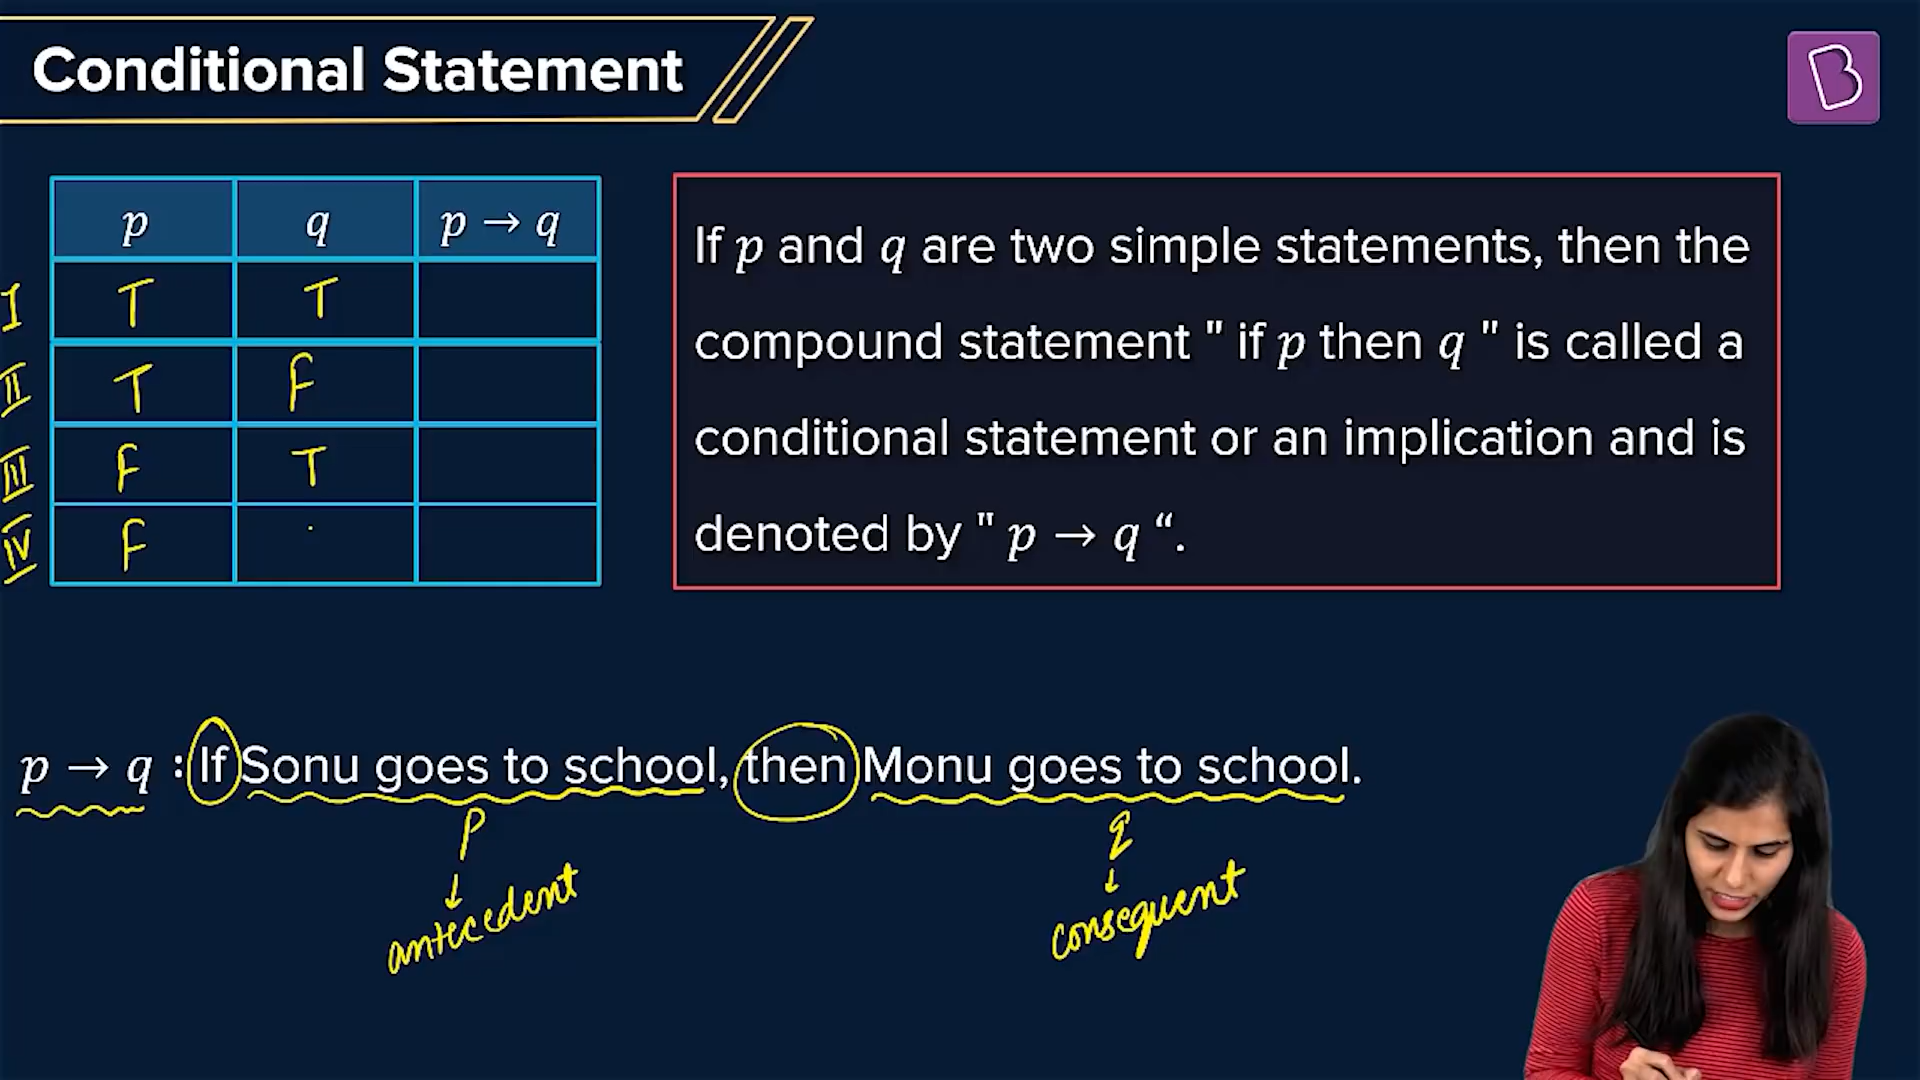 Conditional Statement
B
p q p → q
I T T
II T F
III F T
IV F
If p and q are two simple statements, then the
compound statement " if p then q " is called a
conditional statement or an implication and is
denoted by " p → q “.
p → q : If Sonu goes to school, then Monu goes to school.
p q
↓ ↓
antecedent consequent